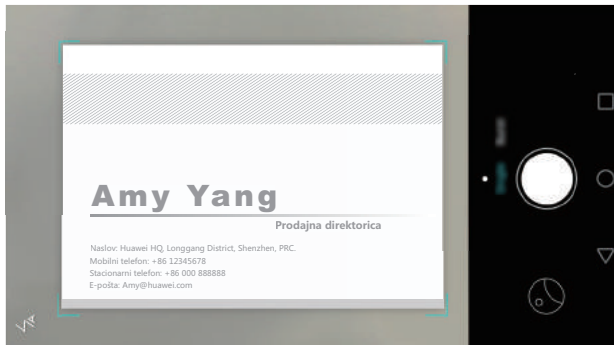 Amy Yang
Prodajna direktorica
Naslov: Huawei HQ, Longgang District, Shenzhen, PRC.
Mobilni telefon: +86 12345678
Stacionarni telefon: +86 000 888888
E-pošta: Amy@huawei.com